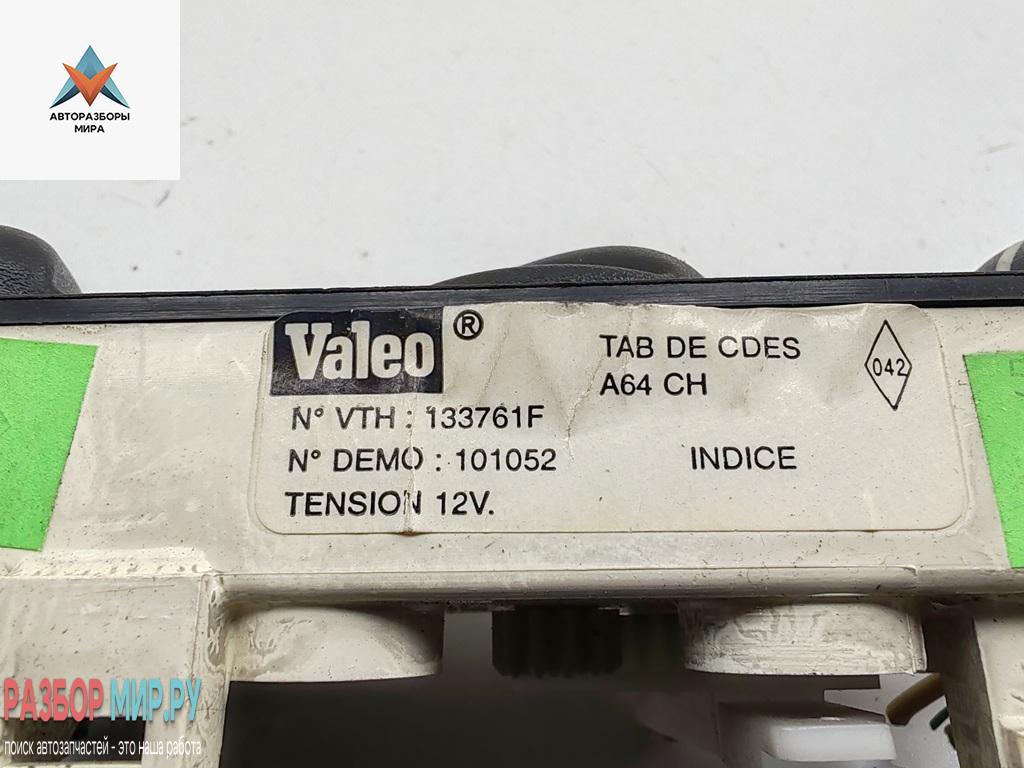 АВТОРАЗБОРЫ
МИРА
Valeo ®
TAB DE CDES
A64 CH
042
N° VTH : 133761F
N° DEMO : 101052
INDICE
TENSION 12V.
РАЗБОР МИР.РУ
поиск автозапчастей - это наша работа